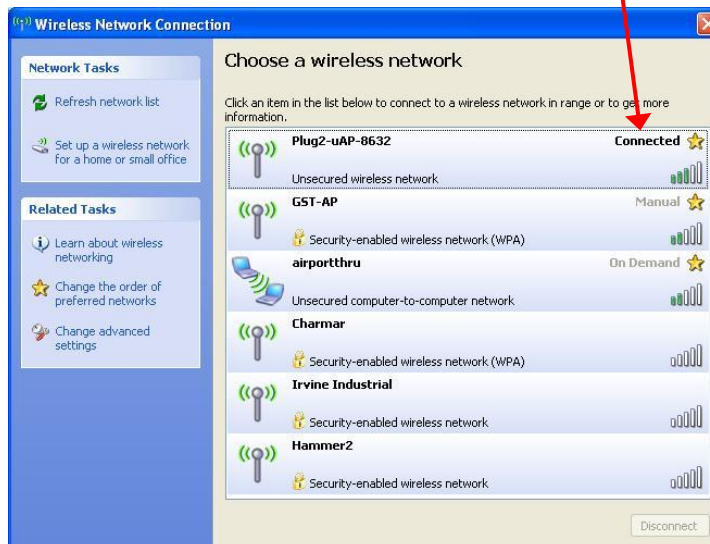 Wireless Network Connection
Network Tasks
Refresh network list
Set up a wireless network
for a home or small office
Related Tasks
Learn about wireless
networking
Change the order of
preferred networks
Change advanced
settings
Choose a wireless network
Click an item in the list below to connect to a wireless network in range or to get more
information.
Plug2-uAP-8632 Connected
Unsecured wireless network
GST-AP Manual
Security-enabled wireless network (WPA)
airportthru On Demand
Unsecured computer-to-computer network
Charmar
Security-enabled wireless network (WPA)
Irvine Industrial
Security-enabled wireless network
Hammer2
Security-enabled wireless network
Disconnect